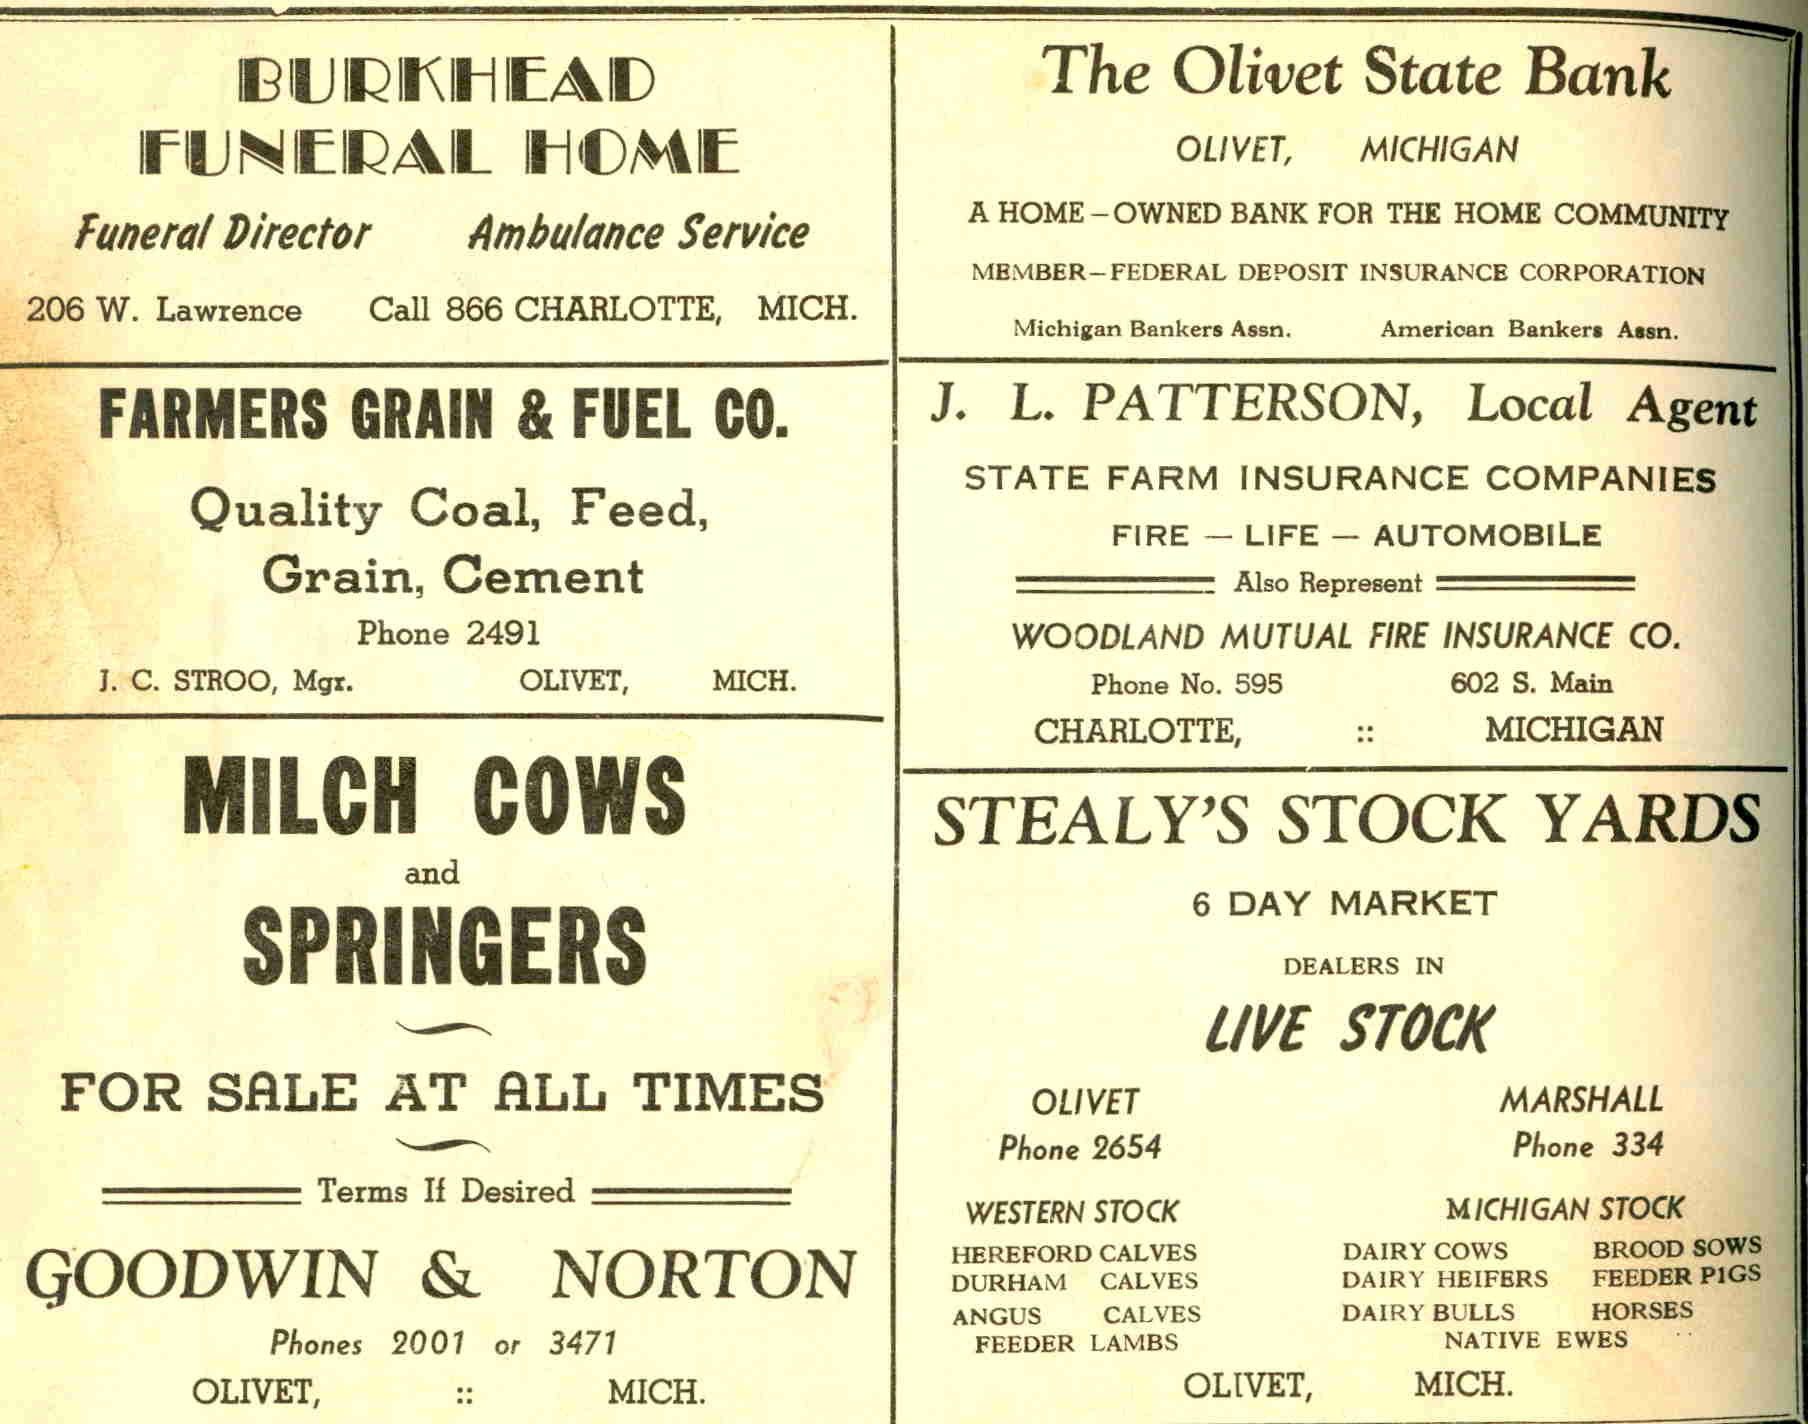 BURKHEAD
FUNERAL HOME
Funeral Director Ambulance Service
206 W. Lawrence Call 866 CHARLOTTE, MICH.
FARMERS GRAIN & FUEL CO.
Quality Coal, Feed,
Grain, Cement
Phone 2491
J. C. STROO, Mgr. OLIVET, MICH.
MILCH COWS
and
SPRINGERS
FOR SALE AT ALL TIMES
Terms If Desired
GOODWIN & NORTON
Phones 2001 or 3471
OLIVET, :: MICH.
The Olivet State Bank
OLIVET, MICHIGAN
A HOME-OWNED BANK FOR THE HOME COMMUNITY
MEMBER-FEDERAL DEPOSIT INSURANCE CORPORATION
Michigan Bankers Assn. American Bankers Assn.
J. L. PATTERSON, Local Agent
STATE FARM INSURANCE COMPANIES
FIRE — LIFE — AUTOMOBILE
Also Represent
WOODLAND MUTUAL FIRE INSURANCE CO.
Phone No. 595 602 S. Main
CHARLOTTE, :: MICHIGAN
STEALY'S STOCK YARDS
6 DAY MARKET
DEALERS IN
LIVE STOCK
OLIVET MARSHALL
Phone 2654 Phone 334
WESTERN STOCK MICHIGAN STOCK
HEREFORD CALVES DAIRY COWS BROOD SOWS
DURHAM CALVES DAIRY HEIFERS FEEDER PIGS
ANGUS CALVES DAIRY BULLS HORSES
FEEDER LAMBS NATIVE EWES
OLIVET, MICH.